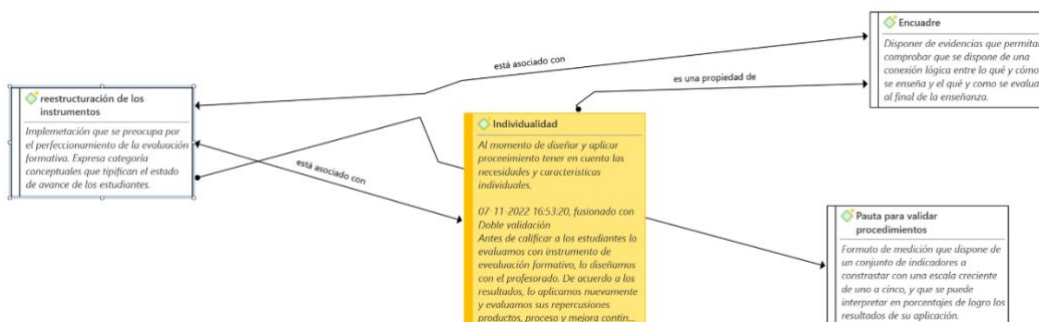 está asociado con
es una propiedad de
está asociado con
reestructuración de los
instrumentos
Implemetación que se preocupa por
el perfeccionamiento de la evaluación
formativa. Expresa categoría
conceptuales que tipifican el estado
de avance de los estudiantes.
Individualidad
Al momento de diseñar y aplicar
proceeimiento tener en cuenta las
necesidades y caracteristicas
individuales.
07-11-2022 16:53:20, fusionado con
Doble validación
Antes de calificar a los estudiantes lo
evaluamos con instrumento de
eveuluación formativo, lo diseñamos
con el profesorado. De acuerdo a los
resultados, lo aplicamos nuevamente
y evaluamos sus repercusiones
productos, proceso y mejora contin...
Encuadre
Disponer de evidencias que permitan
comprobar que se dispone de una
conexión lógica entre lo qué y cómo
se enseña y el qué y como se evalua
al final de la enseñanza.
Pauta para validar
procedimientos
Formato de medición que dispone de
un conjunto de indicadores a
constrastar con una escala creciente
de uno a cinco, y que se puede
interpretar en porcentajes de logro los
resultados de su aplicación.